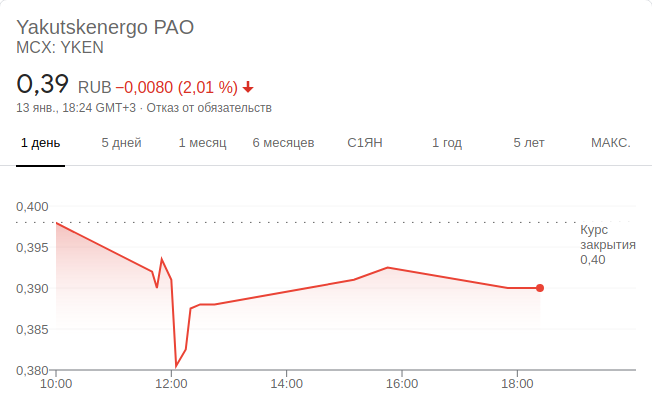 Yakutskenergo PAO
MCX: YKEN
0,39 RUB −0,0080 (2,01 %)
13 янв., 18:24 GMT+3 · Отказ от обязательств
1 день 5 дней 1 месяц 6 месяцев С1ЯН 1 год 5 лет МАКС.
0,400
Курс
0,395
закрытия
0,40
0,390
0,385
0,380
10:00 12:00 14:00 16:00 18:00